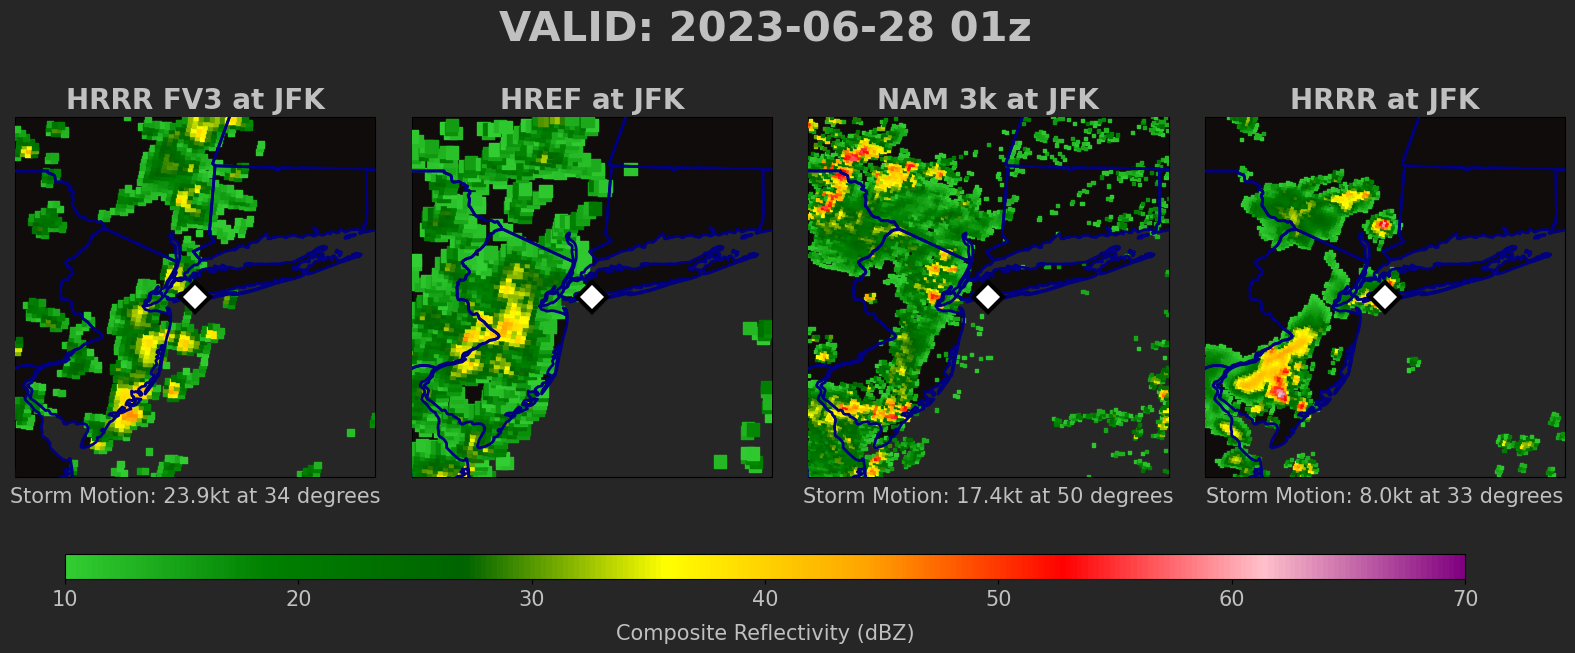 VALID: 2023-06-28 01z
HRRR FV3 at JFK
HREF at JFK
NAM 3k at JFK
HRRR at JFK
Storm Motion: 23.9kt at 34 degrees
Storm Motion: 17.4kt at 50 degrees
Storm Motion: 8.0kt at 33 degrees
10 20 30 40 50 60 70
Composite Reflectivity (dBZ)